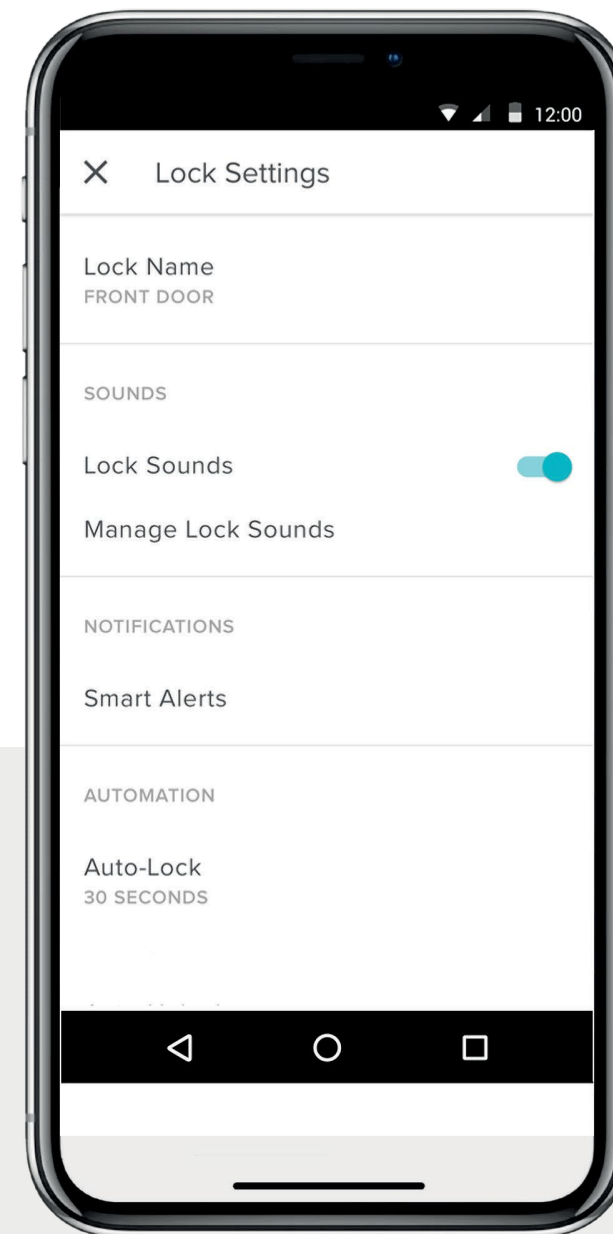 12:00
Lock Settings
Lock Name
FRONT DOOR
SOUNDS
Lock Sounds
Manage Lock Sounds
NOTIFICATIONS
Smart Alerts
AUTOMATION
Auto-Lock
30 SECONDS